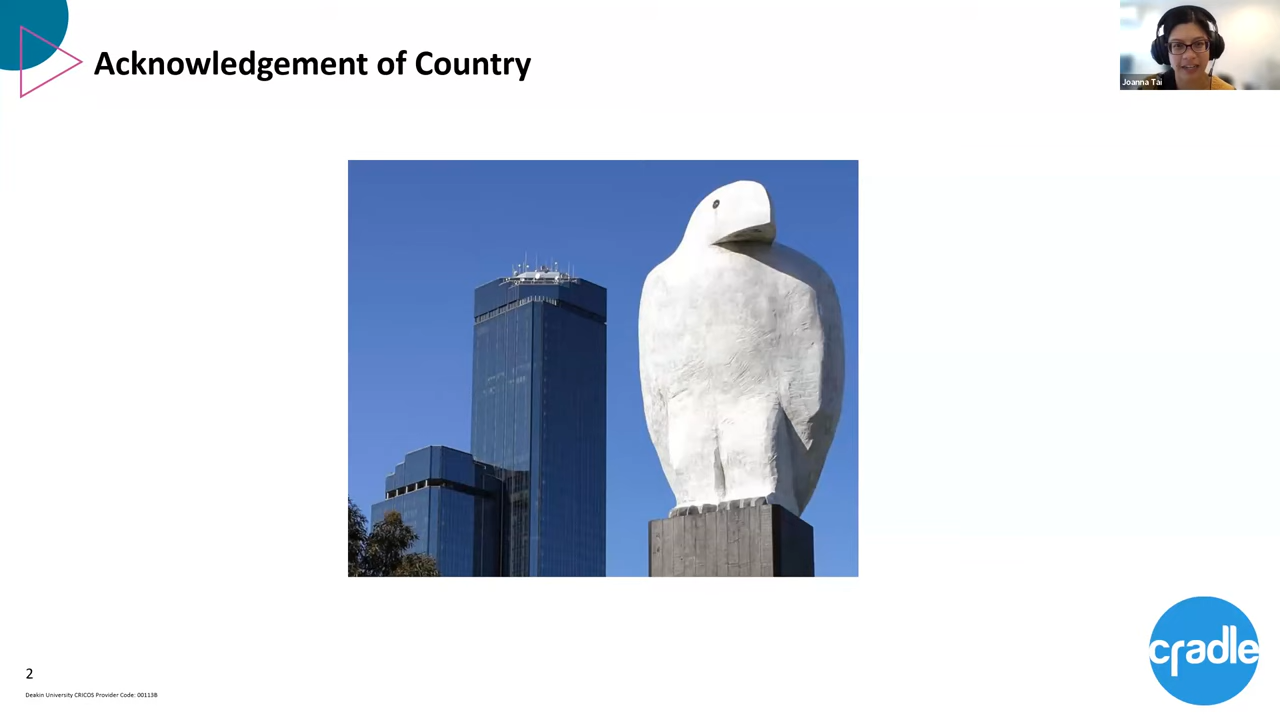 Acknowledgement of Country
Joanna Tai
cradle
2
Deakin University CRICOS Provider Code: 00113B